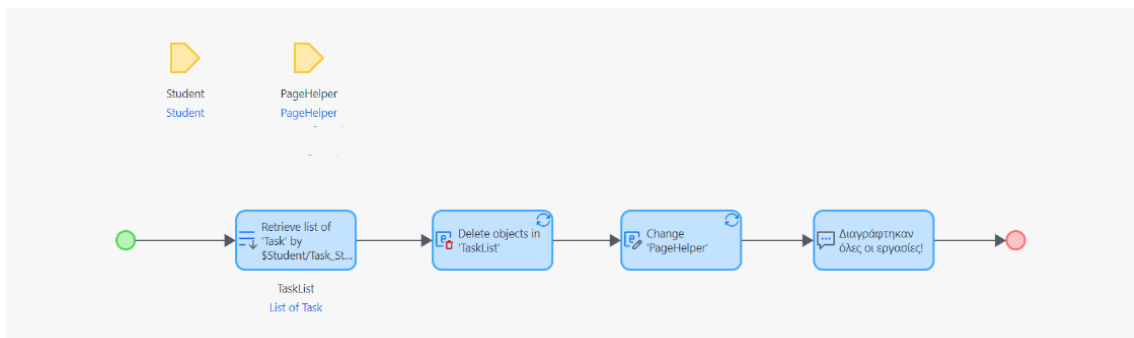 Student
Student
PageHelper
PageHelper
Retrieve list of
'Task' by
$Student/Task_St...
TaskList
List of Task
Delete objects in
'TaskList'
Change
'PageHelper'
Διαγράφτηκαν
όλες οι εργασίες!